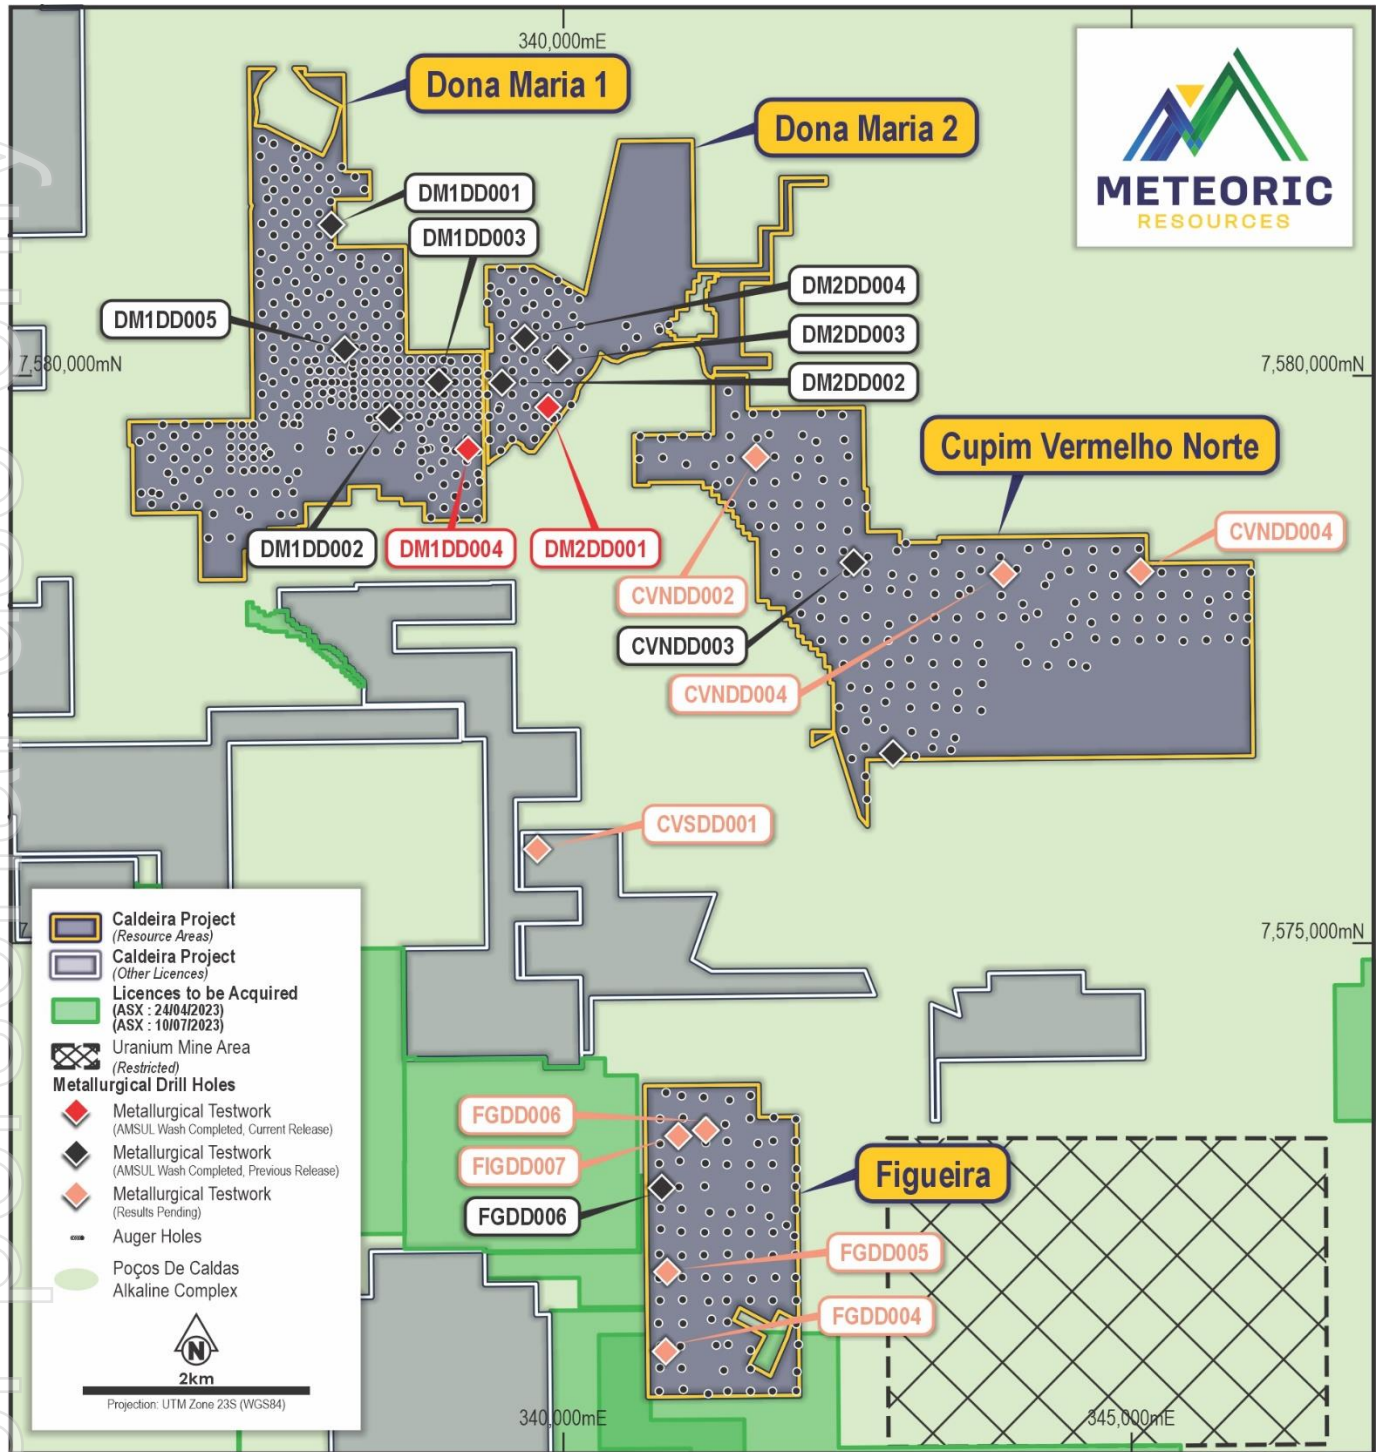 340,000mE
Dona Maria 1
Dona Maria 2
METEORIC
RESOURCES
DM1DD001
DM1DD003
DM2DD004
DM1DD005
DM2DD003
7,580,000mN
7,580,000mN
DM2DD002
Cupim Vermelho Norte
CVNDD004
DM1DD002
DM1DD004
DM2DD001
CVNDD002
CVNDD003
CVNDD004
CVSDD001
7,575,000mN
7
Caldeira Project
(Resource Areas)
Caldeira Project
(Other Licences)
Licences to be Acquired
(ASX : 24/04/2023)
(ASX : 10/07/2023)
Uranium Mine Area
(Restricted)
Metallurgical Drill Holes
Metallurgical Testwork
(AMSUL Wash Completed, Current Release)
Metallurgical Testwork
(AMSUL Wash Completed, Previous Release)
Metallurgical Testwork
(Results Pending)
Auger Holes
Poços De Caldas
Alkaline Complex
N
2km
Projection: UTM Zone 23S (WGS84)
FGDD006
FIGDD007
FGDD006
Figueira
FGDD005
FGDD004
340,000mE
345,000mE